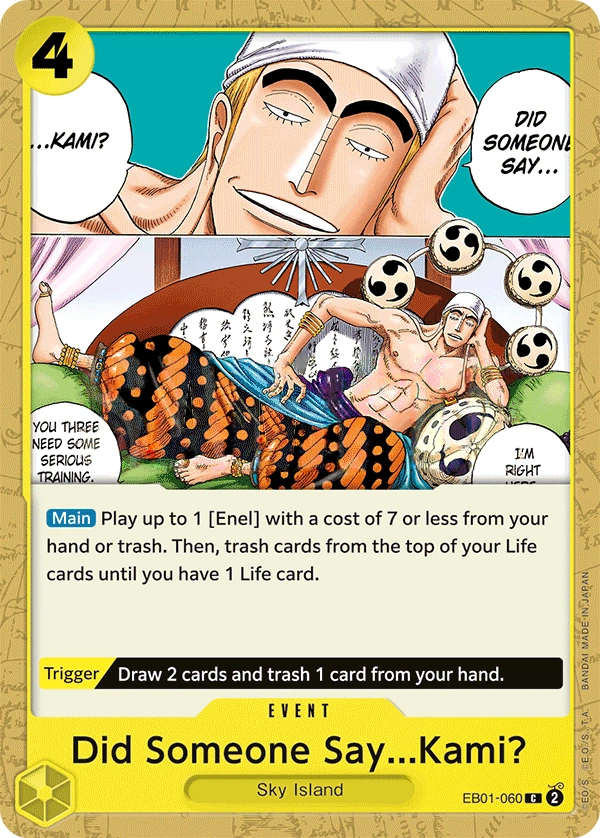 4
...KAMI?
DID
SOMEONE
SAY...
YOU THREE
NEED SOME
SERIOUS
TRAINING.
I'M
RIGHT
Main Play up to 1 [Enel] with a cost of 7 or less from your
hand or trash. Then, trash cards from the top of your Life
cards until you have 1 Life card.
Trigger Draw 2 cards and trash 1 card from your hand.
EVENT
Did Someone Say...Kami?
Sky Island
EB01-060 C 2
©E.O.S. ©E.O.S., T.A. BANDAI MADE IN JAPAN